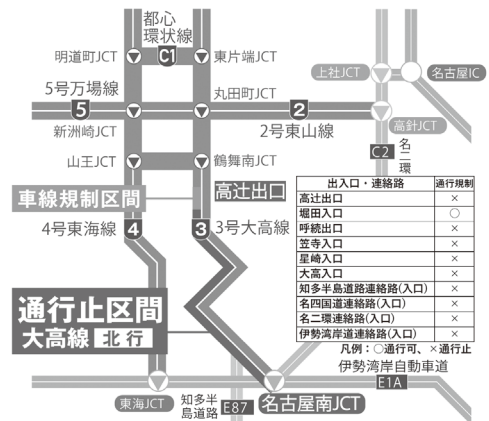 都心
環状線
明道町JCT
C1
東片端JCT
上社JCT
名古屋IC
5号万場線
丸田町JCT
5
2
新洲崎JCT
2号東山線
高針JCT
C2
名二環
山王JCT
鶴舞南JCT
車線規制区間
高辻出口
4号東海線
4
3
3号大高線
出入口・連絡路 通行規制
高辻出口 ×
堀田入口 ○
呼続出口 ×
笠寺入口 ×
星崎入口 ×
大高入口 ×
知多半島道路連絡路(入口) ×
名四国道連絡路(入口) ×
名二環連絡路(入口) ×
伊勢湾岸道連絡路(入口) ×
凡例：○通行可、×通行止
通行止区間
大高線 北行
伊勢湾岸自動車道
E1A
東海JCT
知多半
島道路
E87
名古屋南JCT